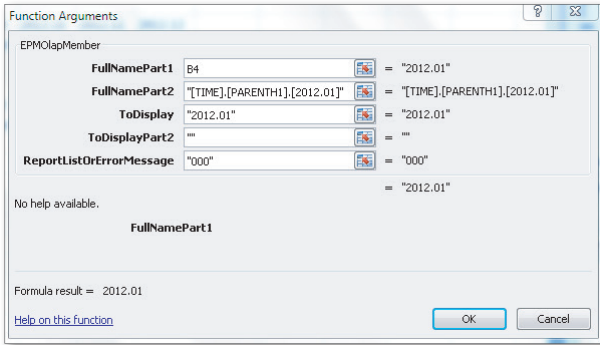 Function Arguments
EPMOlapMember
FullNamePart1 B4 = "2012.01"
FullNamePart2 "[TIME].[PARENTH1].[2012.01]" = "[TIME].[PARENTH1].[2012.01]"
ToDisplay "2012.01" = "2012.01"
ToDisplayPart2 "" = ""
ReportListOrErrorMessage "000" = "000"
= "2012.01"
No help available.
FullNamePart1
Formula result = 2012.01
Help on this function OK Cancel